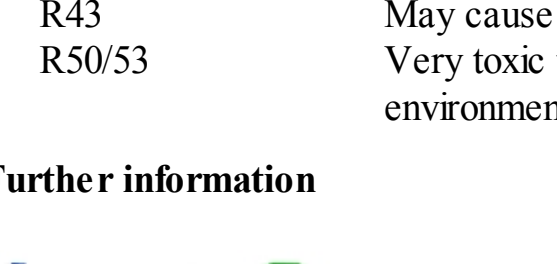 R43 May cause
R50/53 Very toxic
environmen
Further information